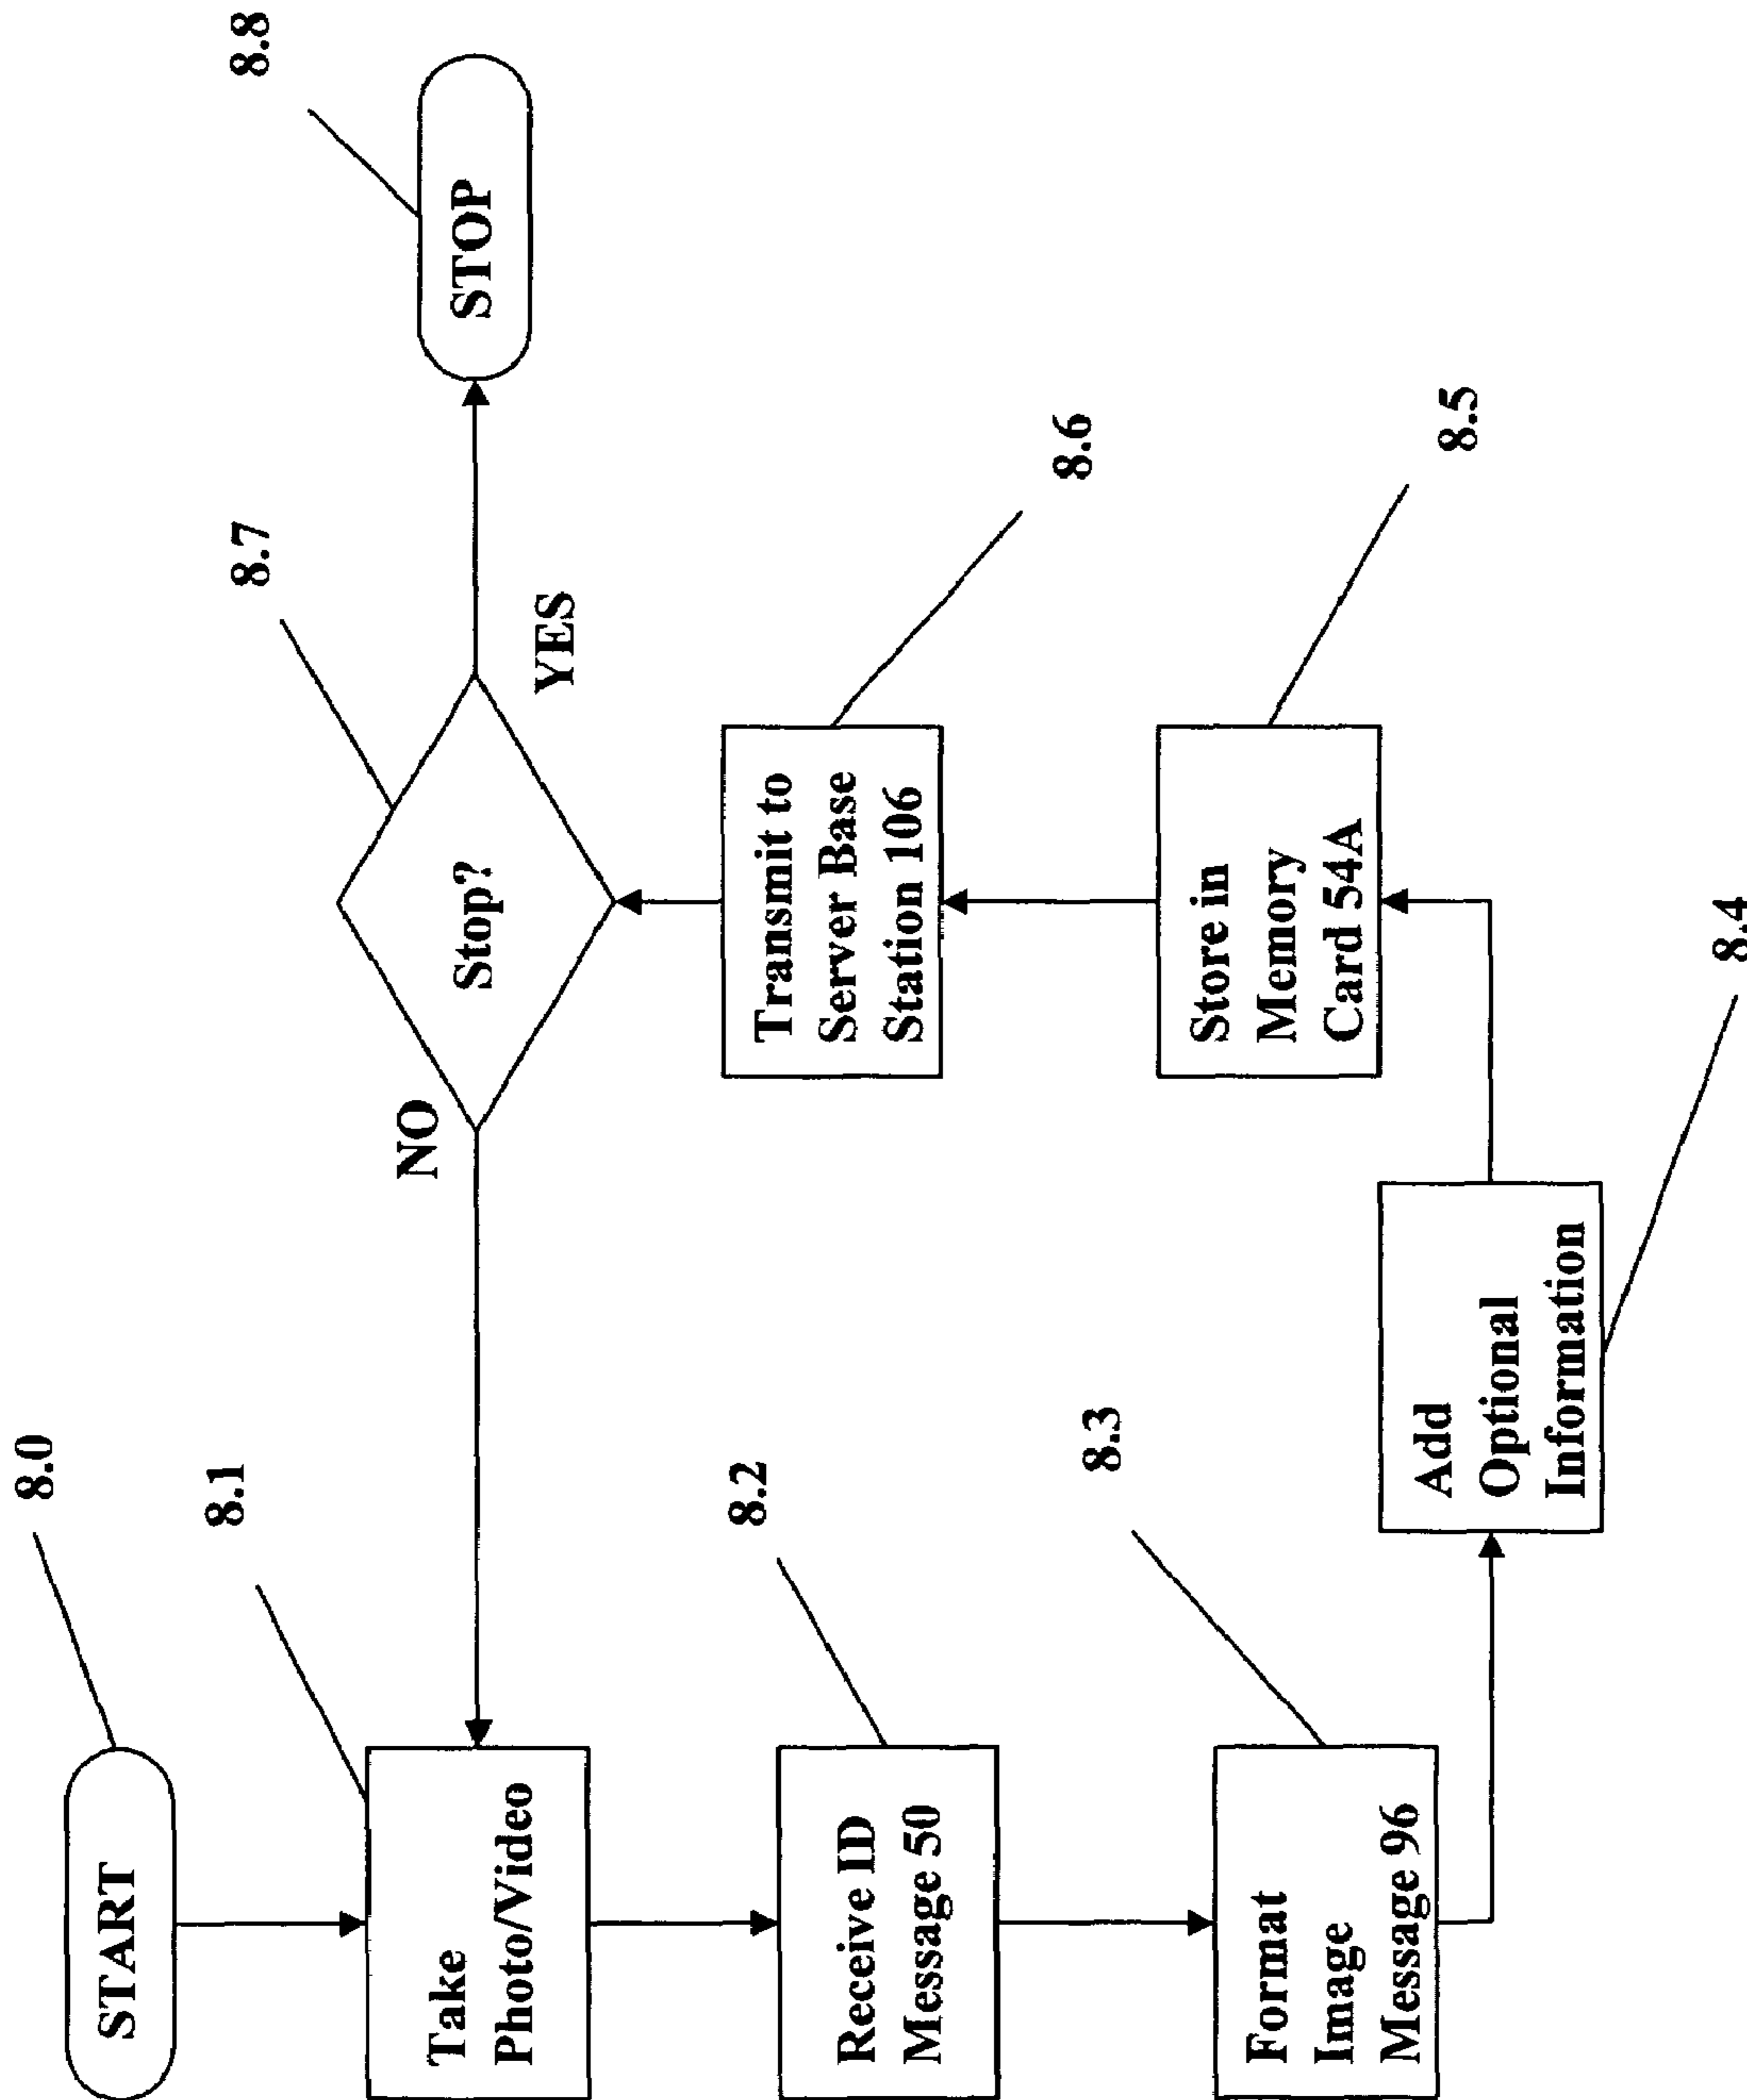 8.0
START
8.1
Take
Photo/Video
8.2
Receive ID
Message 50
8.3
Format
Image
Message 96
8.4
Add
Optional
Information
8.5
Store in
Memory
Card 54A
8.6
Transmit to
Server Base
Station 106
8.7
Stop?
NO
YES
8.8
STOP